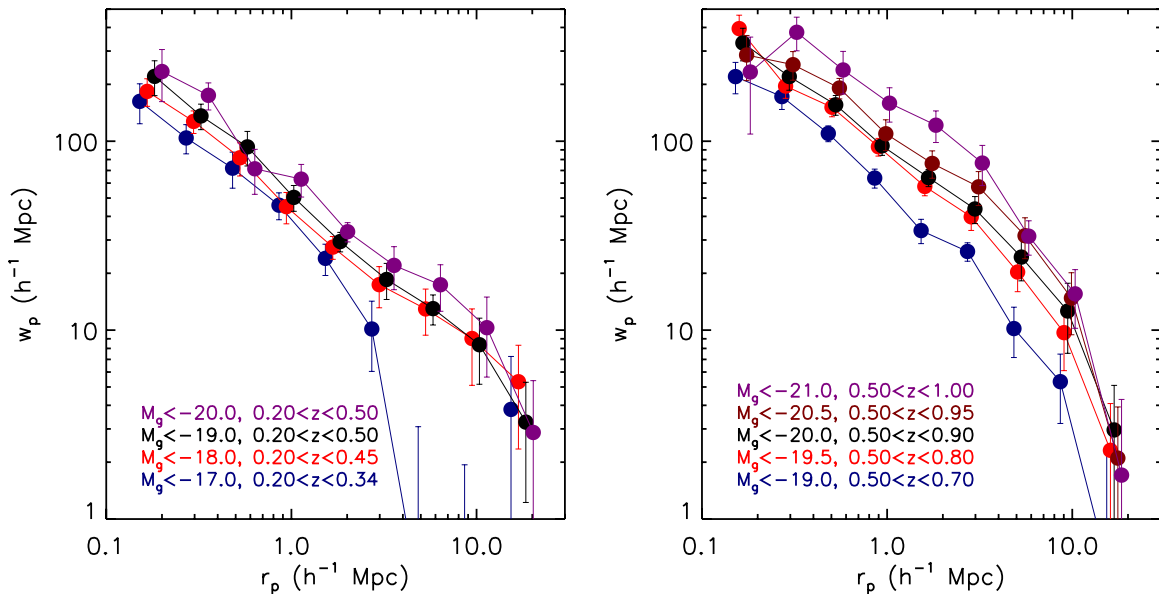 100
10
1
0.1
1.0
10.0
w_p (h^-1 Mpc)
r_p (h^-1 Mpc)
M_g<-20.0, 0.20<z<0.50
M_g<-19.0, 0.20<z<0.50
M_g<-18.0, 0.20<z<0.45
M_g<-17.0, 0.20<z<0.34
100
10
1
0.1
1.0
10.0
w_p (h^-1 Mpc)
r_p (h^-1 Mpc)
M_g<-21.0, 0.50<z<1.00
M_g<-20.5, 0.50<z<0.95
M_g<-20.0, 0.50<z<0.90
M_g<-19.5, 0.50<z<0.80
M_g<-19.0, 0.50<z<0.70